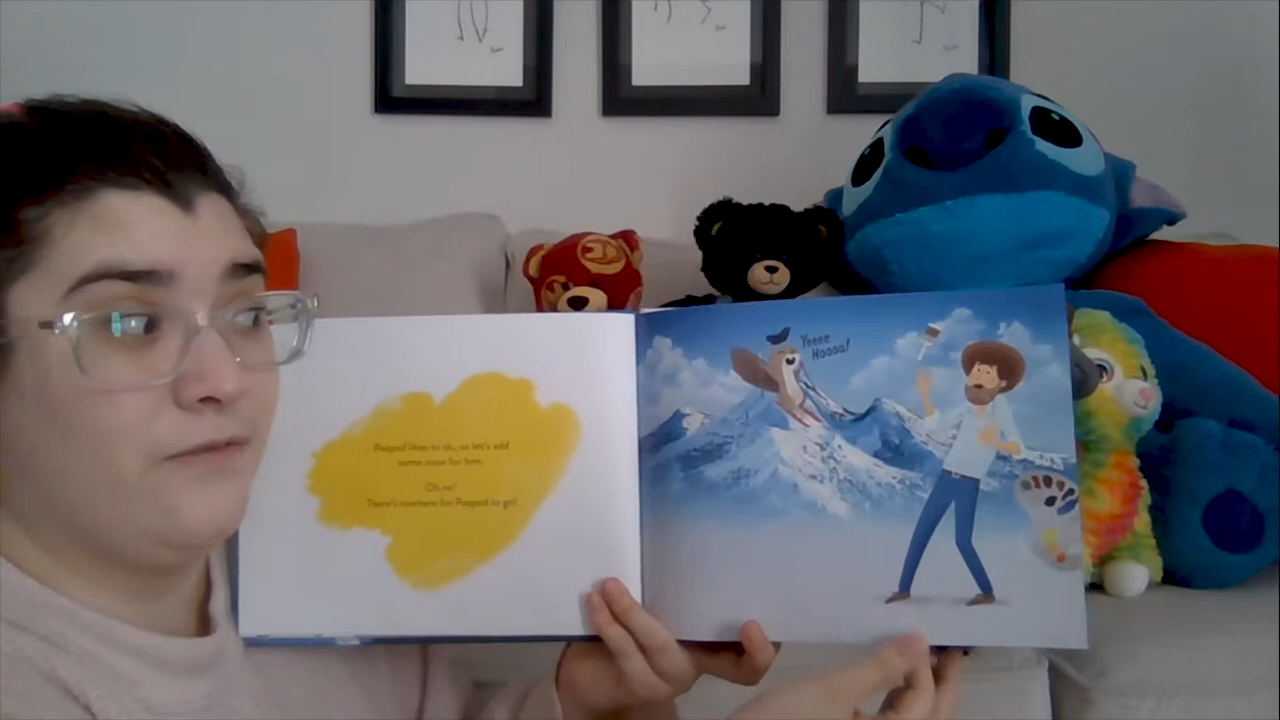 Peapod likes to ski, so let's add
some snow for him.
Oh no!
There's nowhere for Peapod to go!
Yeeee
Hoooo!